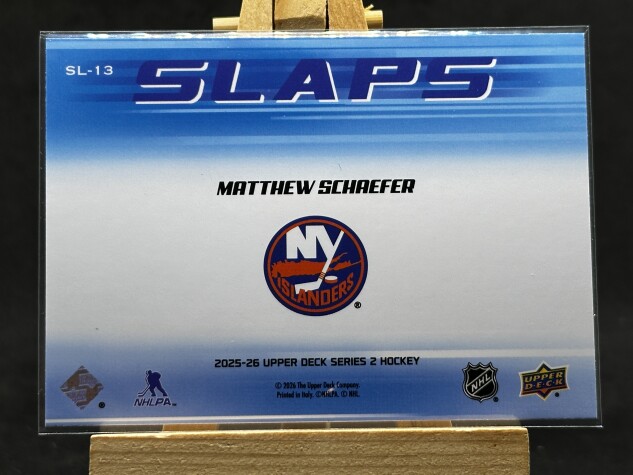 SL-13
SLAPS
MATTHEW SCHAEFER
NY
ISLANDERS
®
2025-26 UPPER DECK SERIES 2 HOCKEY
© 2026 The Upper Deck Company.
Printed in Italy. ©NHLPA. © NHL.
® NHLPA™ NHL ® UPPER DECK ®